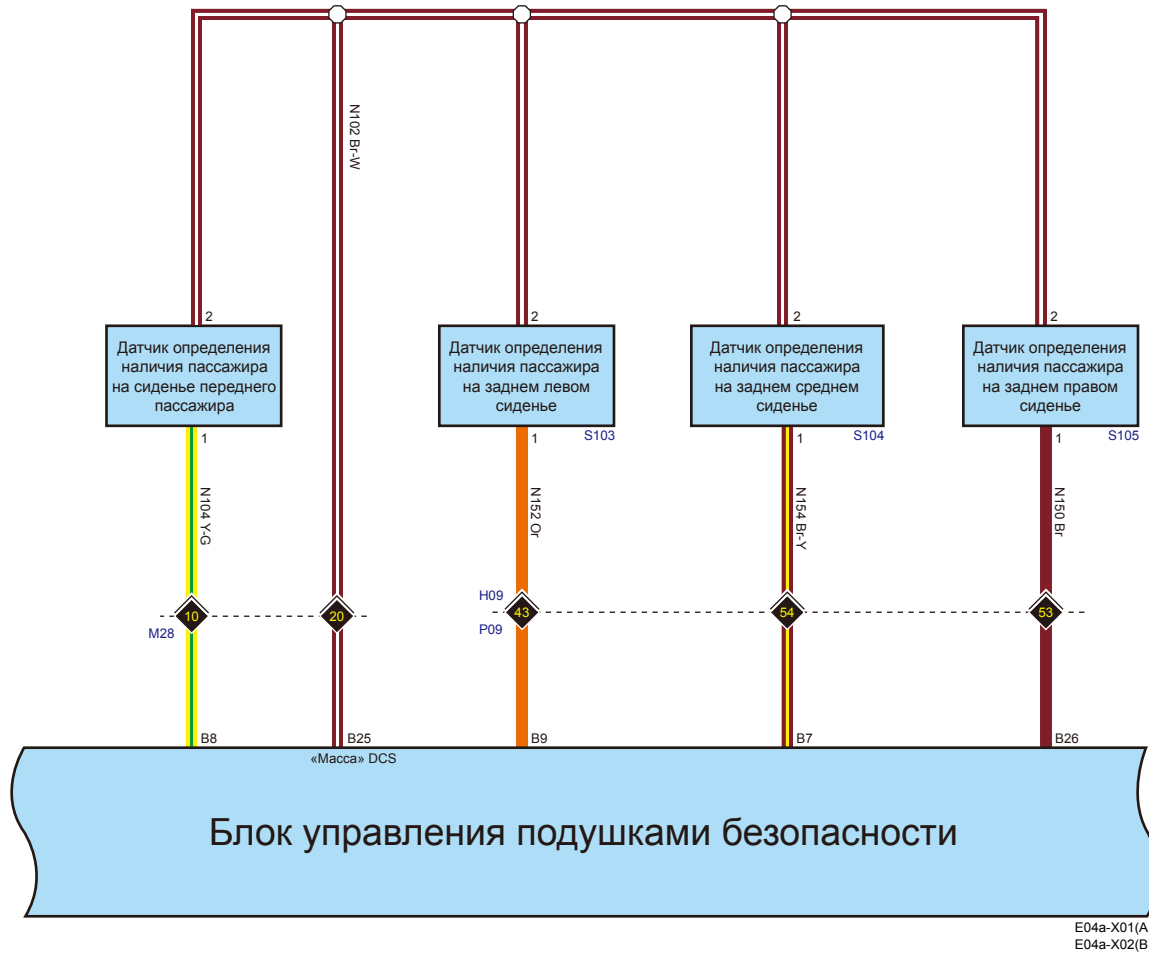 N102 Br-W
2
2
2
2
Датчик определения
наличия пассажира
на сиденье переднего
пассажира
Датчик определения
наличия пассажира
на заднем левом
сиденье
Датчик определения
наличия пассажира
на заднем среднем
сиденье
Датчик определения
наличия пассажира
на заднем правом
сиденье
1
1
S103
1
S104
1
S105
N104 Y-G
N152 Or
N154 Br-Y
N150 Br
H09
10
20
43
54
53
M28
P09
B8
B25
B9
B7
B26
«Масса» DCS
Блок управления подушками безопасности
E04a-X01(A
E04a-X02(B